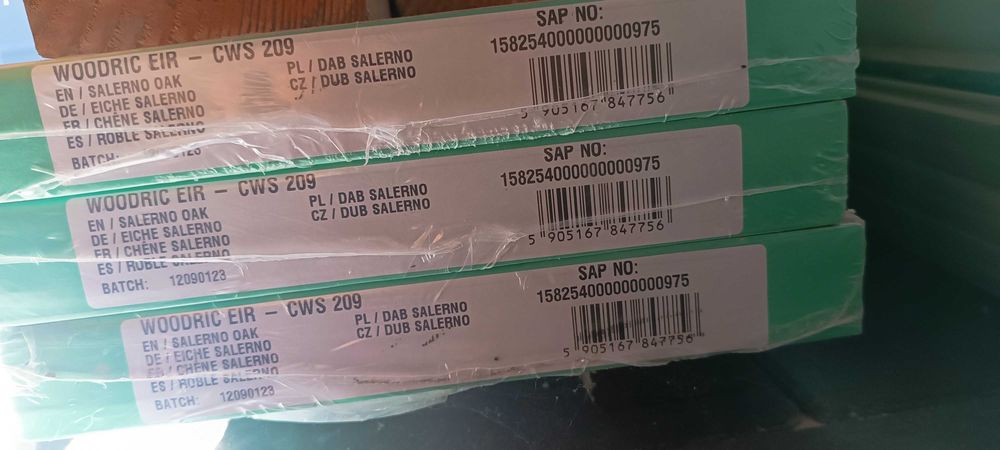 WOODRIC EIR – CWS 209
EN / SALERNO OAK
DE / EICHE SALERNO
FR / CHÊNE SALERNO
ES / ROBLE SALERNO
BATCH:
PL / DAB SALERNO
CZ / DUB SALERNO
SAP NO:
158254000000000975
5 905167 847756
WOODRIC EIR – CWS 209
EN / SALERNO OAK
DE / EICHE SALERNO
FR / CHÊNE SALERNO
ES / ROBLE SALERNO
BATCH: 12090123
PL / DAB SALERNO
CZ / DUB SALERNO
SAP NO:
158254000000000975
5 905167 847756
WOODRIC EIR – CWS 209
EN / SALERNO OAK
DE / EICHE SALERNO
FR / CHÊNE SALERNO
ES / ROBLE SALERNO
BATCH: 12090123
PL / DAB SALERNO
CZ / DUB SALERNO
SAP NO:
158254000000000975
5 905167 847756